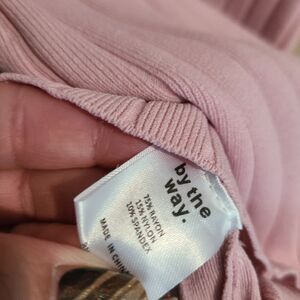 by the
way.
75% RAYON
15% NYLON
10% SPANDEX
MADE IN CHINA